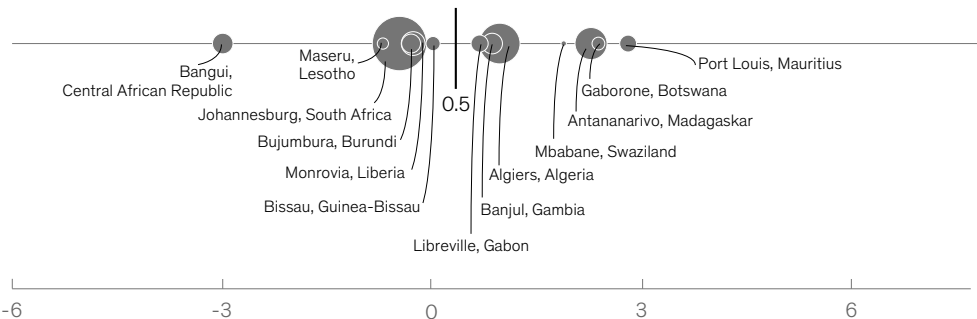 Bangui,
Central African Republic
Maseru,
Lesotho
Johannesburg, South Africa
Bujumbura, Burundi
Monrovia, Liberia
Bissau, Guinea-Bissau
0.5
Port Louis, Mauritius
Gaborone, Botswana
Antananarivo, Madagaskar
Mbabane, Swaziland
Algiers, Algeria
Banjul, Gambia
Libreville, Gabon
-6
-3
0
3
6